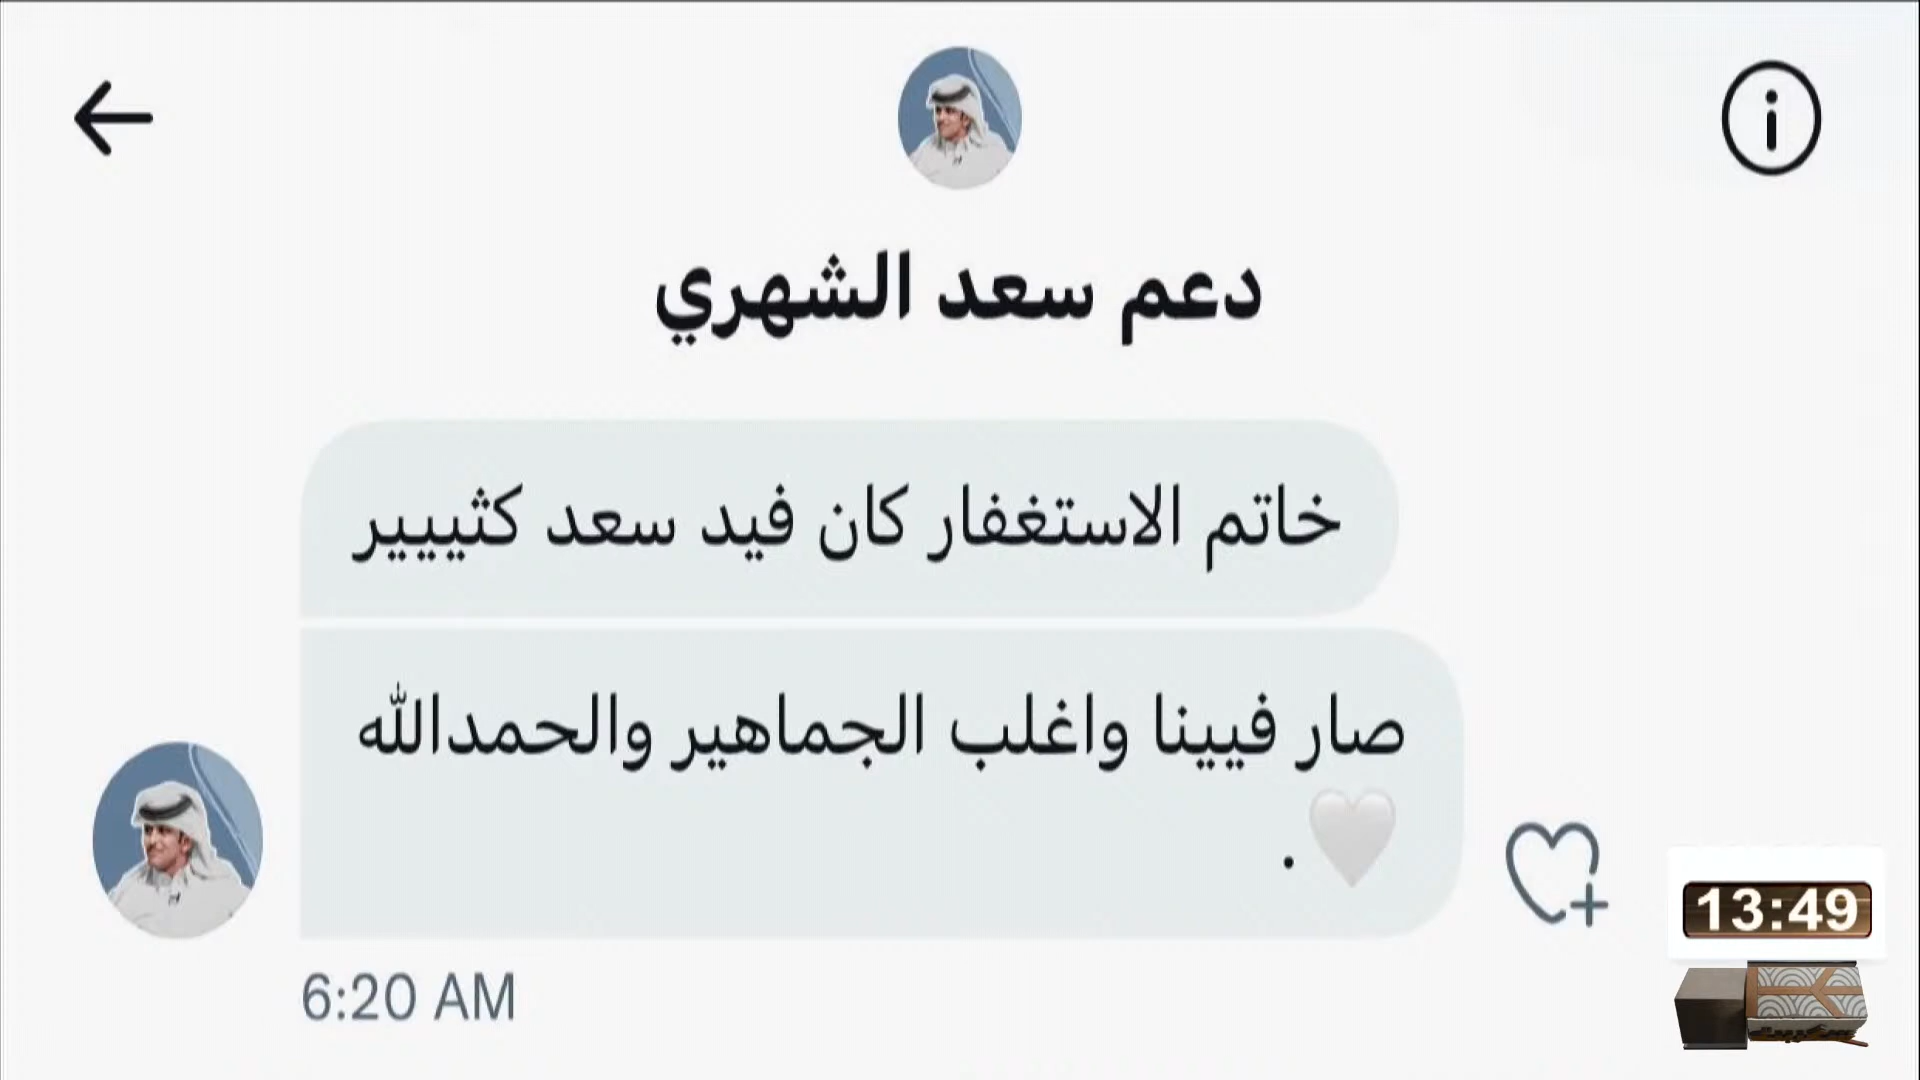 دعم سعد الشهري
خاتم الاستغفار كان فيد سعد كثيييير
صار فيينا واغلب الجماهير والحمدالله
🤍 .
6:20 AM
13:49